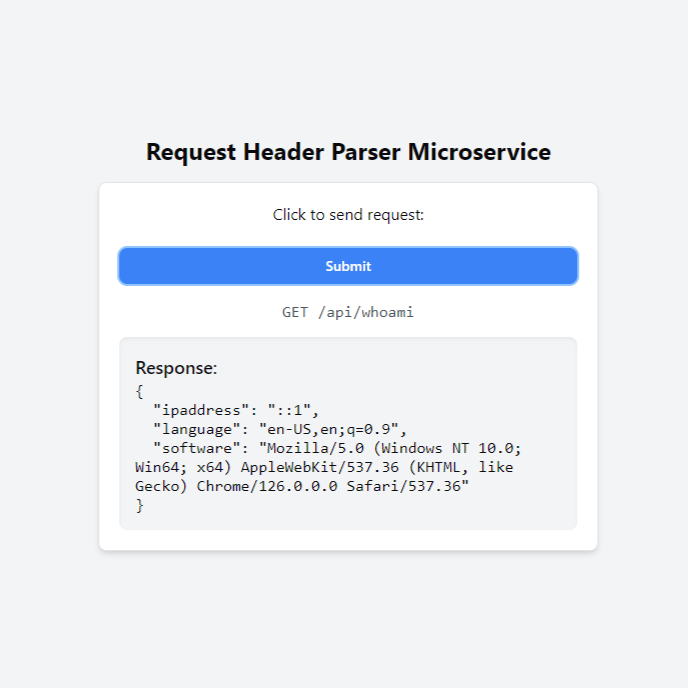 Request Header Parser Microservice
Click to send request:
Submit
GET /api/whoami
Response:
{
  "ipaddress": "::1",
  "language": "en-US,en;q=0.9",
  "software": "Mozilla/5.0 (Windows NT 10.0;
Win64; x64) AppleWebKit/537.36 (KHTML, like
Gecko) Chrome/126.0.0.0 Safari/537.36"
}